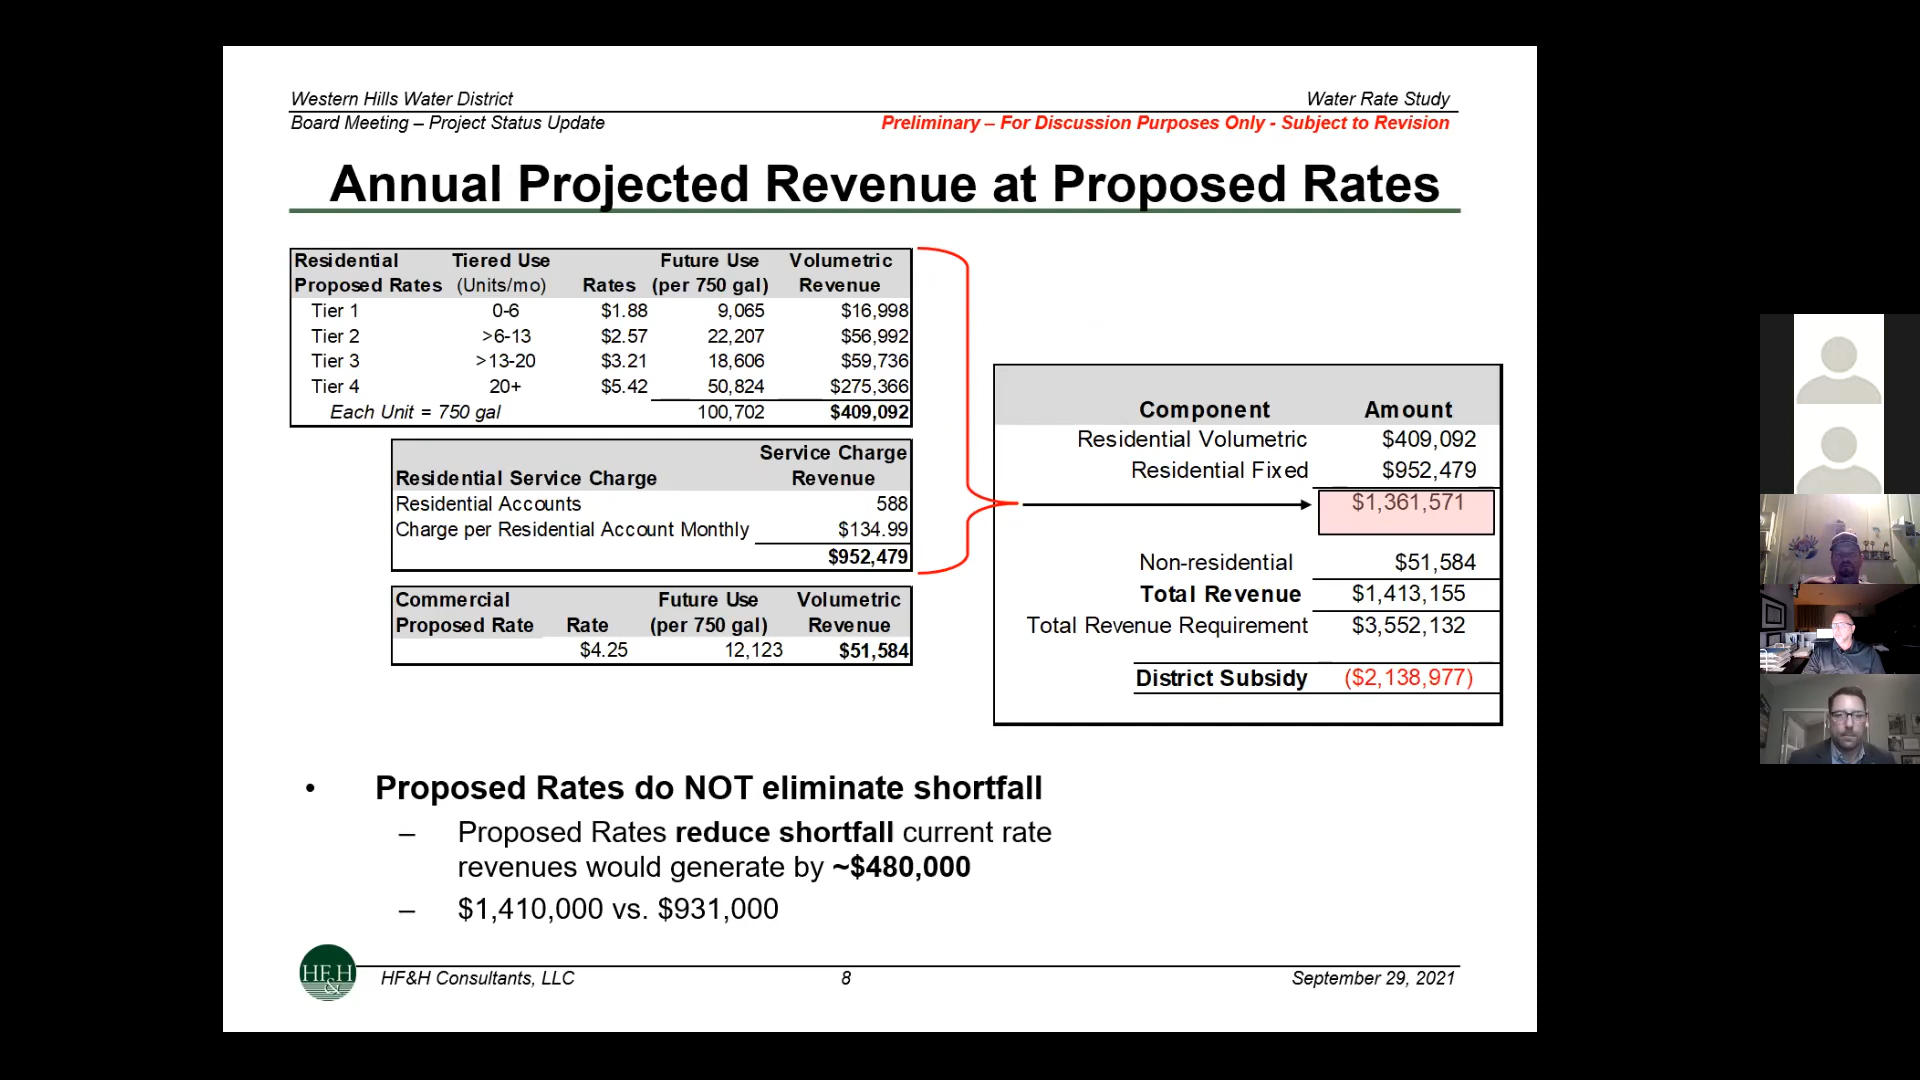 Western Hills Water District
Water Rate Study
Board Meeting – Project Status Update
Preliminary – For Discussion Purposes Only - Subject to Revision
Annual Projected Revenue at Proposed Rates
Residential Tiered Use Future Use Volumetric
Proposed Rates (Units/mo) Rates (per 750 gal) Revenue
Tier 1 0-6 $1.88 9,065 $16,998
Tier 2 >6-13 $2.57 22,207 $56,992
Tier 3 >13-20 $3.21 18,606 $59,736
Tier 4 20+ $5.42 50,824 $275,366
Each Unit = 750 gal 100,702 $409,092
Service Charge
Residential Service Charge Revenue
Residential Accounts 588
Charge per Residential Account Monthly $134.99
$952,479
Commercial Future Use Volumetric
Proposed Rate Rate (per 750 gal) Revenue
$4.25 12,123 $51,584
Component Amount
Residential Volumetric $409,092
Residential Fixed $952,479
$1,361,571
Non-residential $51,584
Total Revenue $1,413,155
Total Revenue Requirement $3,552,132
District Subsidy ($2,138,977)
• Proposed Rates do NOT eliminate shortfall
– Proposed Rates reduce shortfall current rate
revenues would generate by ~$480,000
– $1,410,000 vs. $931,000
HF&H
HF&H Consultants, LLC
8
September 29, 2021